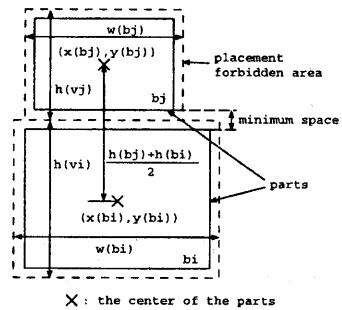 w(bj)
(x(bj),y(bj))
placement
forbidden area
h(vj)
bj
minimum space
h(vi)
h(bj)+h(bi)
2
parts
(x(bi),y(bi))
w(bi)
bi
X : the center of the parts